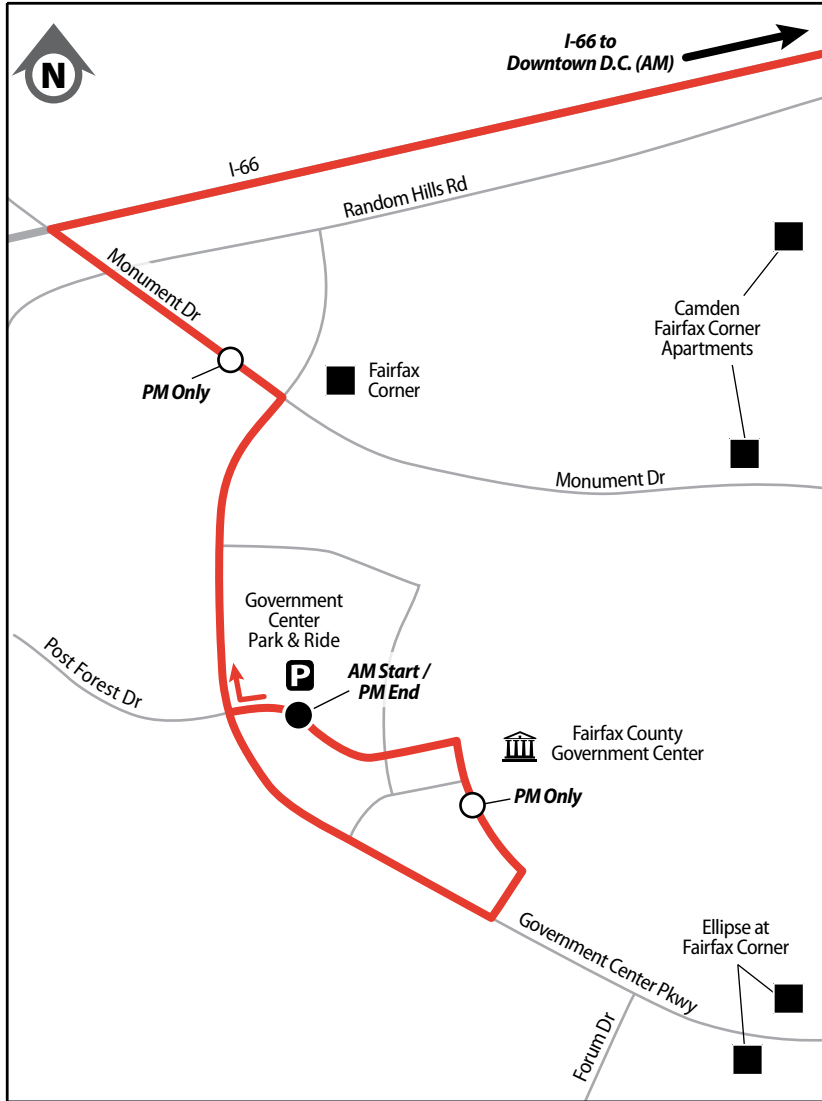 I-66 to
Downtown D.C. (AM)
N
I-66
Random Hills Rd
Monument Dr
Camden
Fairfax Corner
Apartments
PM Only
Fairfax
Corner
Monument Dr
Government
Center
Park & Ride
P
Post Forest Dr
AM Start /
PM End
Fairfax County
Government Center
PM Only
Government Center Pkwy
Ellipse at
Fairfax Corner
Forum Dr